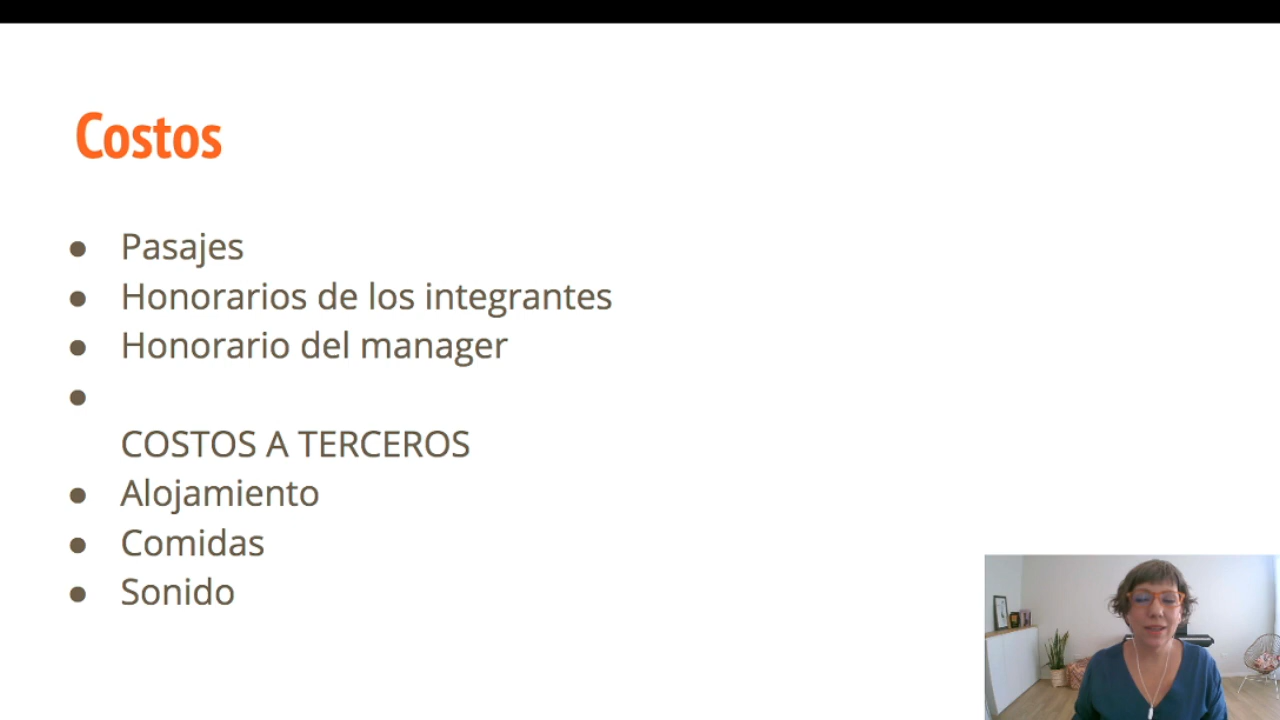 Costos
● Pasajes
● Honorarios de los integrantes
● Honorario del manager
●
COSTOS A TERCEROS
● Alojamiento
● Comidas
● Sonido